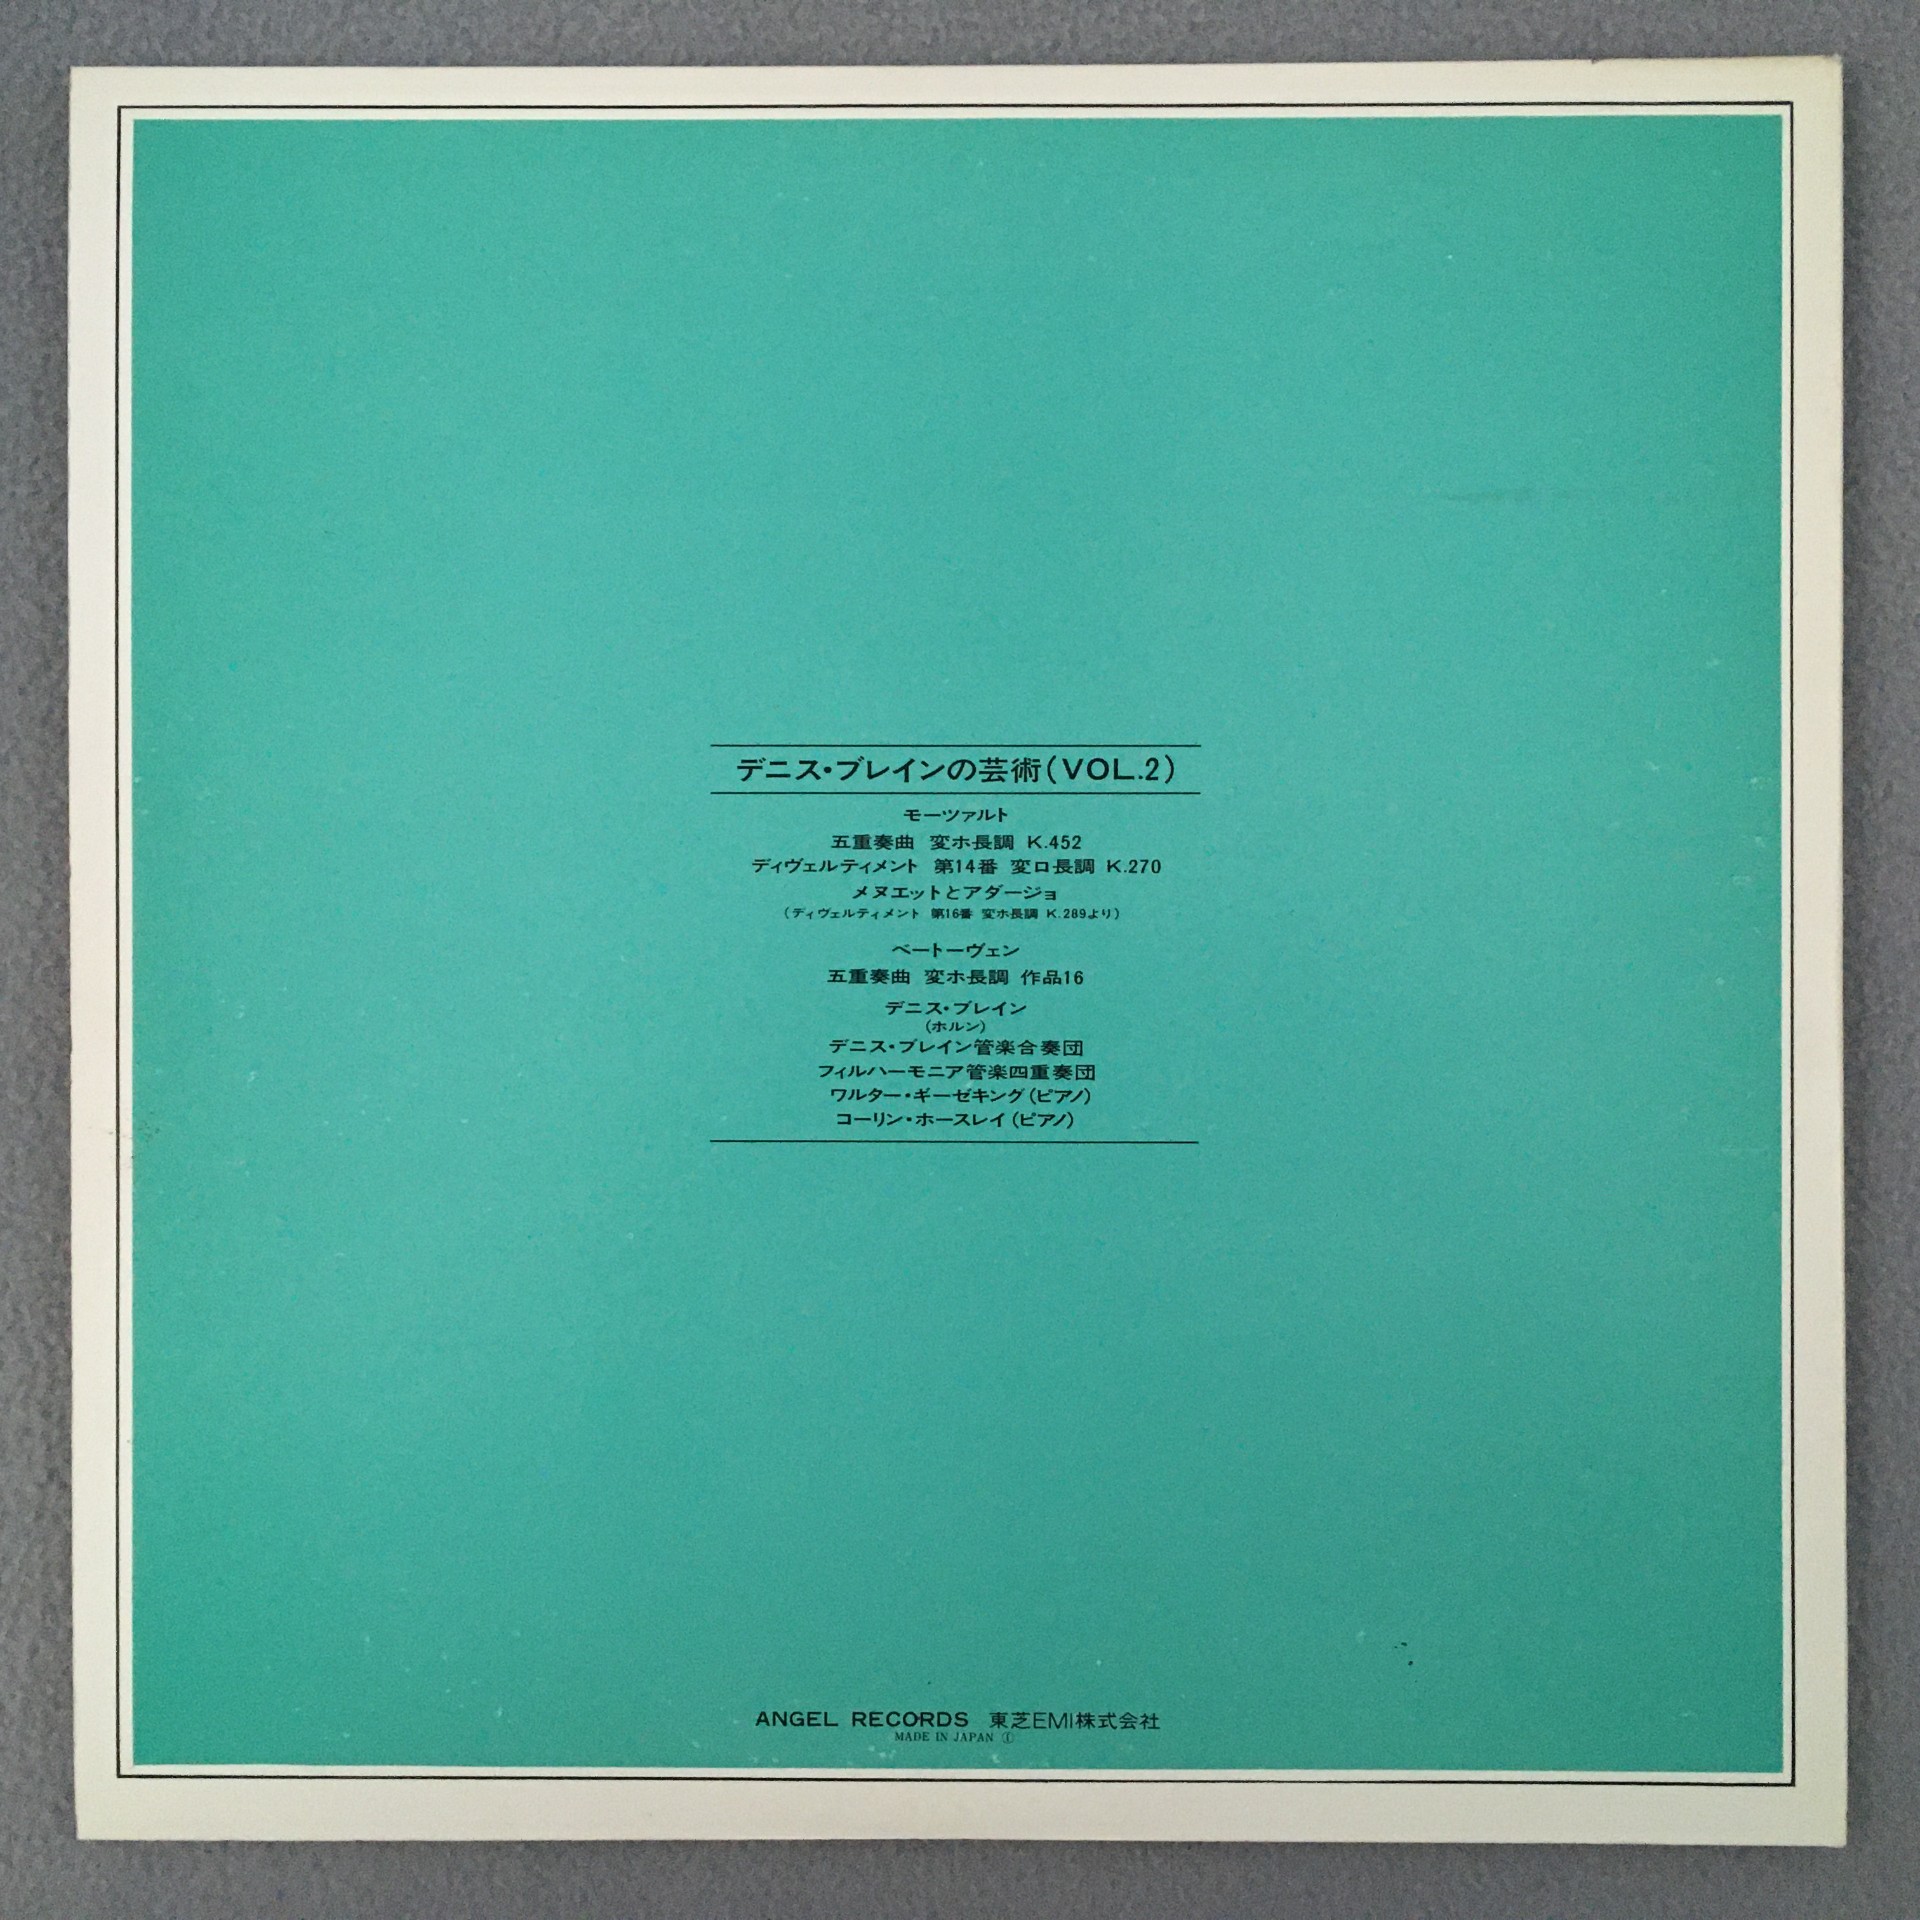 デニス・ブレインの芸術(VOL.2)
モーツァルト
五重奏曲 変ホ長調 K.452
ディヴェルティメント 第14番 変ロ長調 K.270
メヌエットとアダージョ
(ディヴェルティメント 第16番 変ホ長調 K.289より)
ベートーヴェン
五重奏曲 変ホ長調 作品16
デニス・ブレイン
(ホルン)
デニス・ブレイン管楽合奏団
フィルハーモニア管楽四重奏団
ワルター・ギーゼキング(ピアノ)
コーリン・ホースレイ(ピアノ)
ANGEL RECORDS 東芝EMI株式会社
MADE IN JAPAN ①